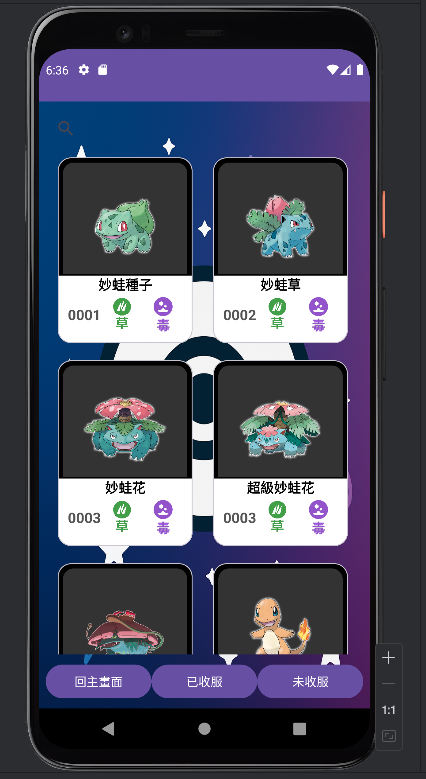 6:36
妙蛙種子
0001 草 毒
妙蛙草
0002 草 毒
妙蛙花
0003 草 毒
超級妙蛙花
0003 草 毒
回主畫面 已收服 未收服
1:1